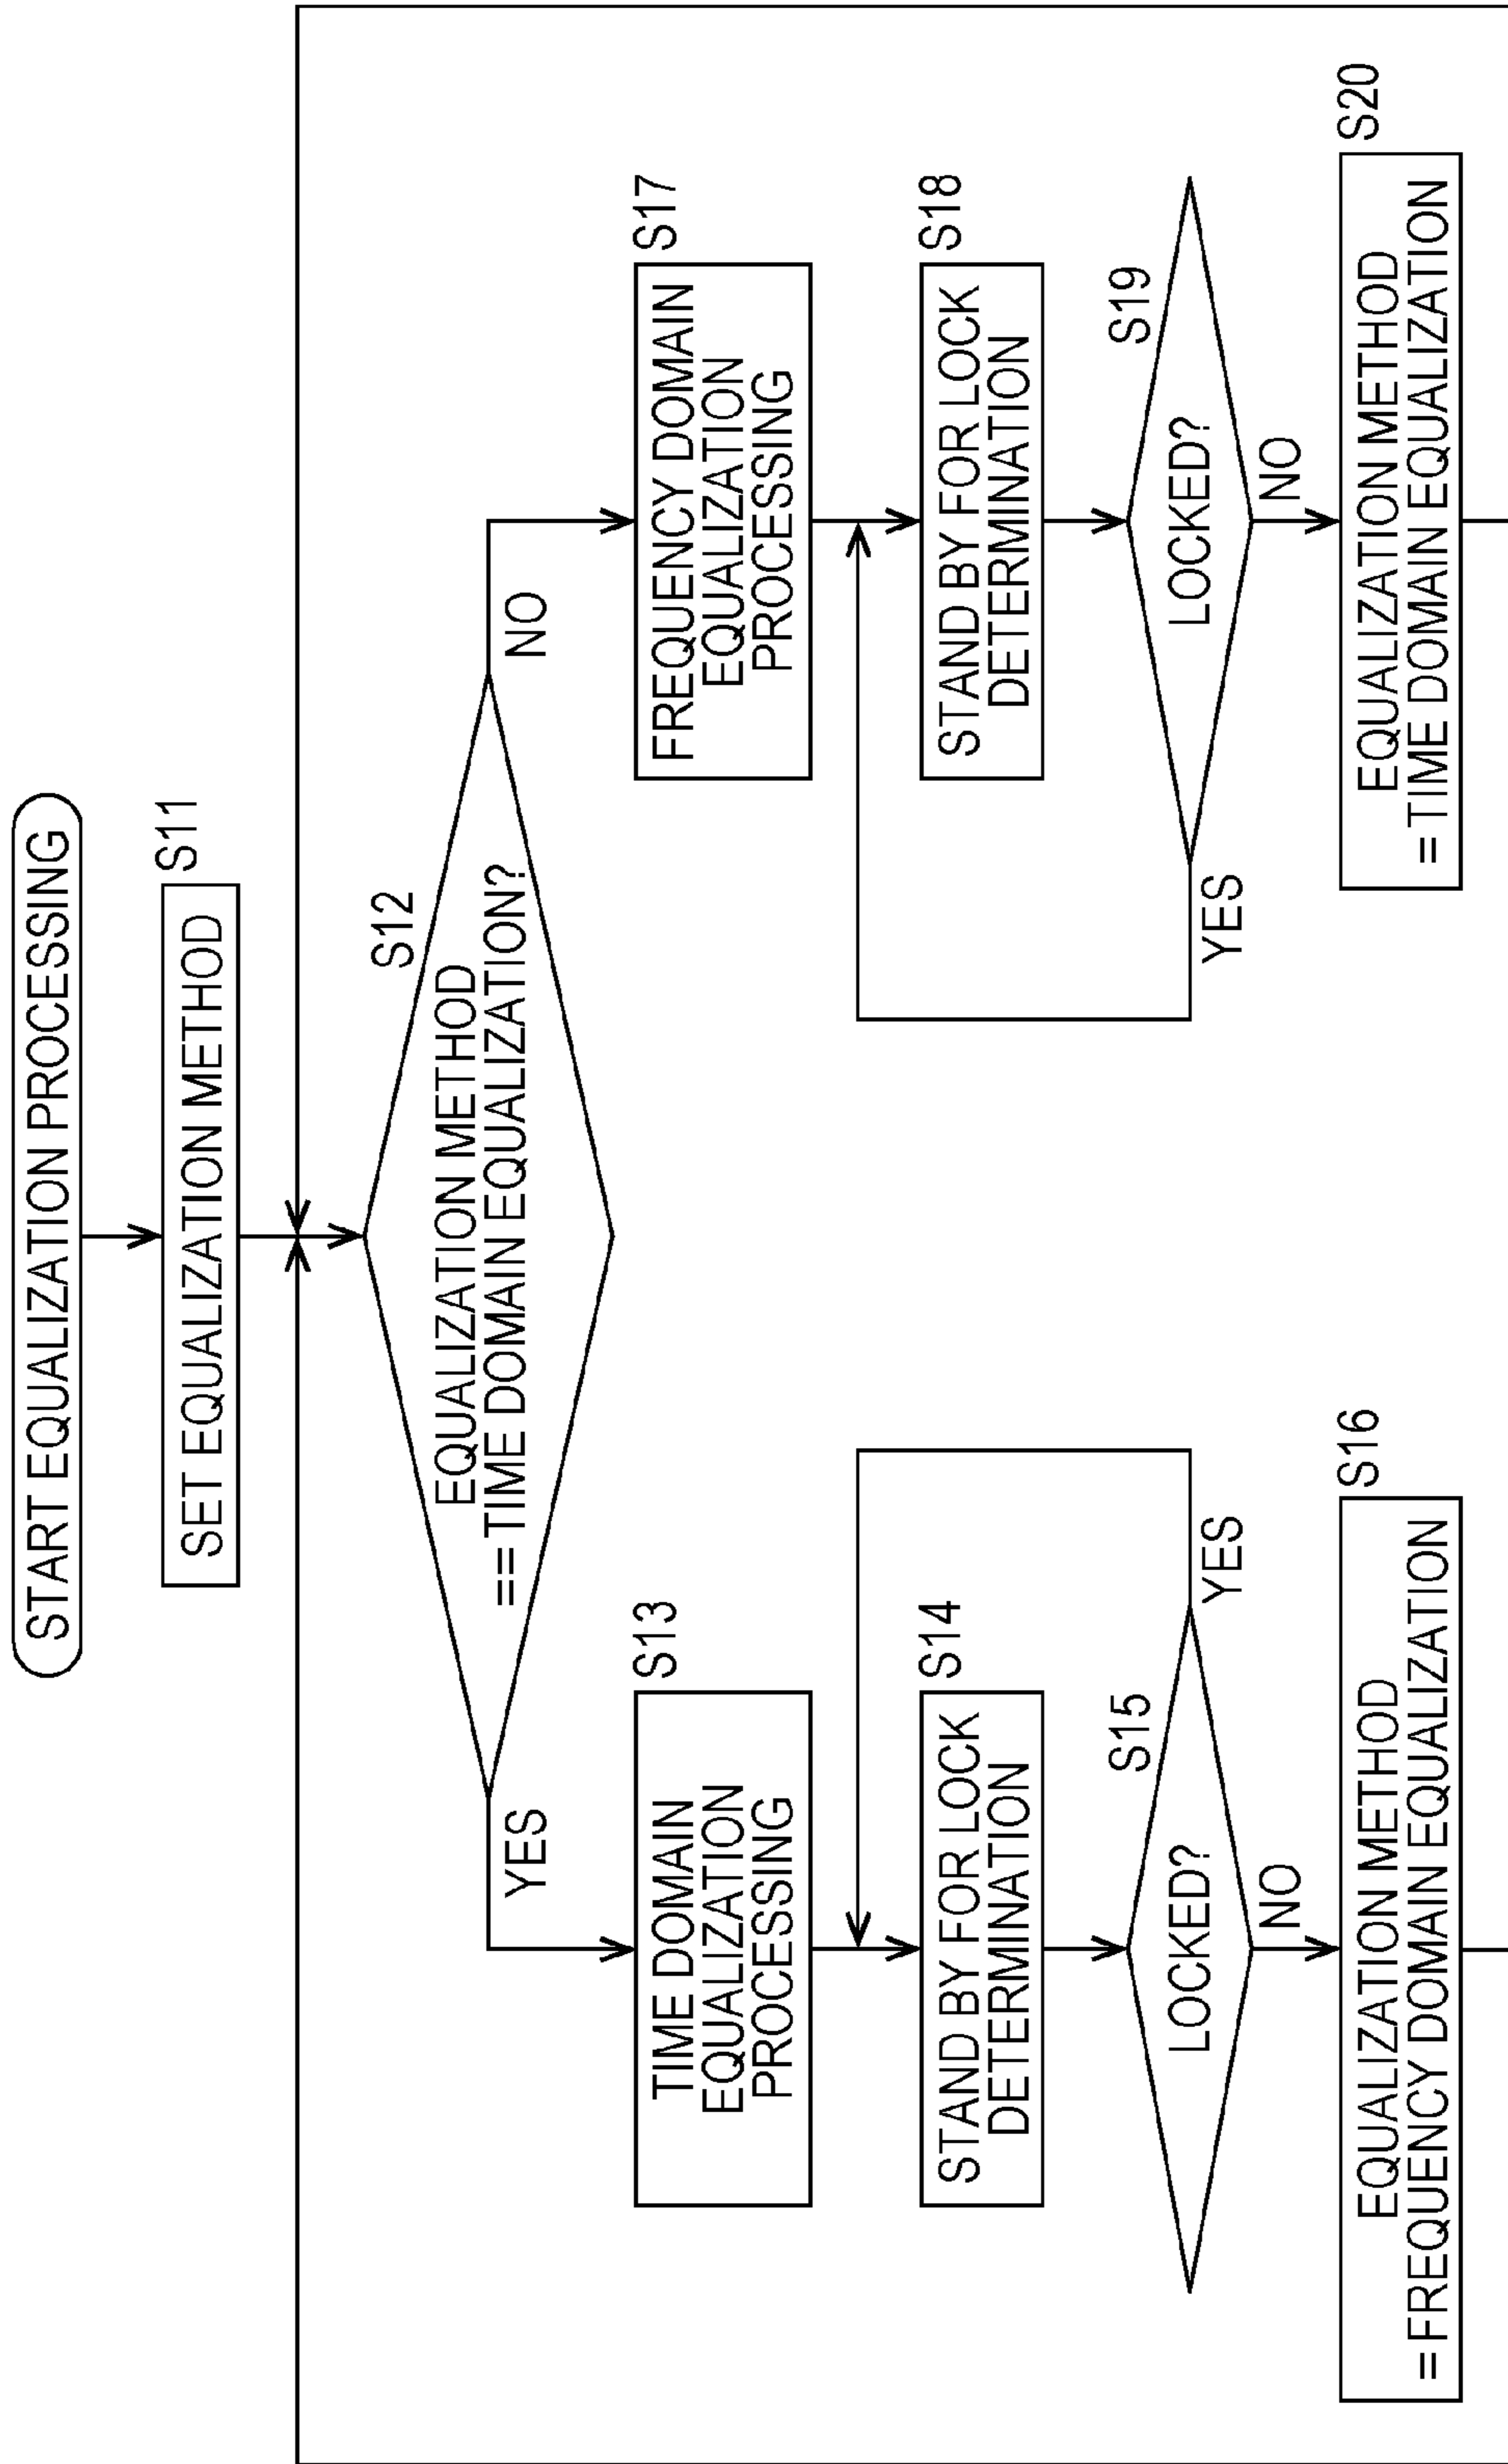 START EQUALIZATION PROCESSING
S11
SET EQUALIZATION METHOD
S12
EQUALIZATION METHOD
==TIME DOMAIN EQUALIZATION?
YES
NO
S13
TIME DOMAIN
EQUALIZATION
PROCESSING
S14
STAND BY FOR LOCK
DETERMINATION
S15
LOCKED?
YES
NO
S16
EQUALIZATION METHOD
= FREQUENCY DOMAIN EQUALIZATION
S17
FREQUENCY DOMAIN
EQUALIZATION
PROCESSING
S18
STAND BY FOR LOCK
DETERMINATION
S19
LOCKED?
YES
NO
S20
EQUALIZATION METHOD
= TIME DOMAIN EQUALIZATION